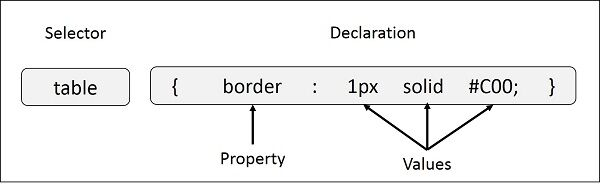 Selector Declaration
table { border : 1px solid #C00; }
Property Values